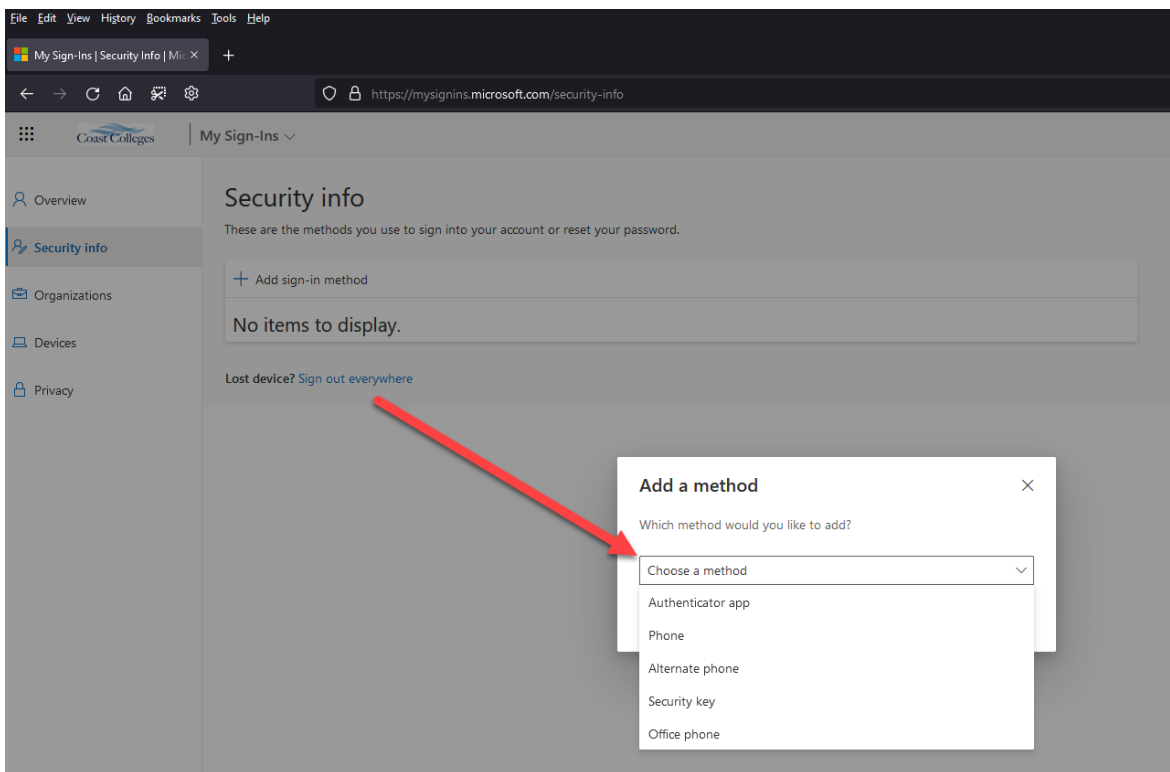 File Edit View History Bookmarks Tools Help
My Sign-Ins | Security Info | Mic
https://mysignins.microsoft.com/security-info
Coast Colleges
My Sign-Ins
Overview
Security info
Organizations
Devices
Privacy
Security info
These are the methods you use to sign into your account or reset your password.
Add sign-in method
No items to display.
Lost device? Sign out everywhere
Add a method
Which method would you like to add?
Choose a method
Authenticator app
Phone
Alternate phone
Security key
Office phone